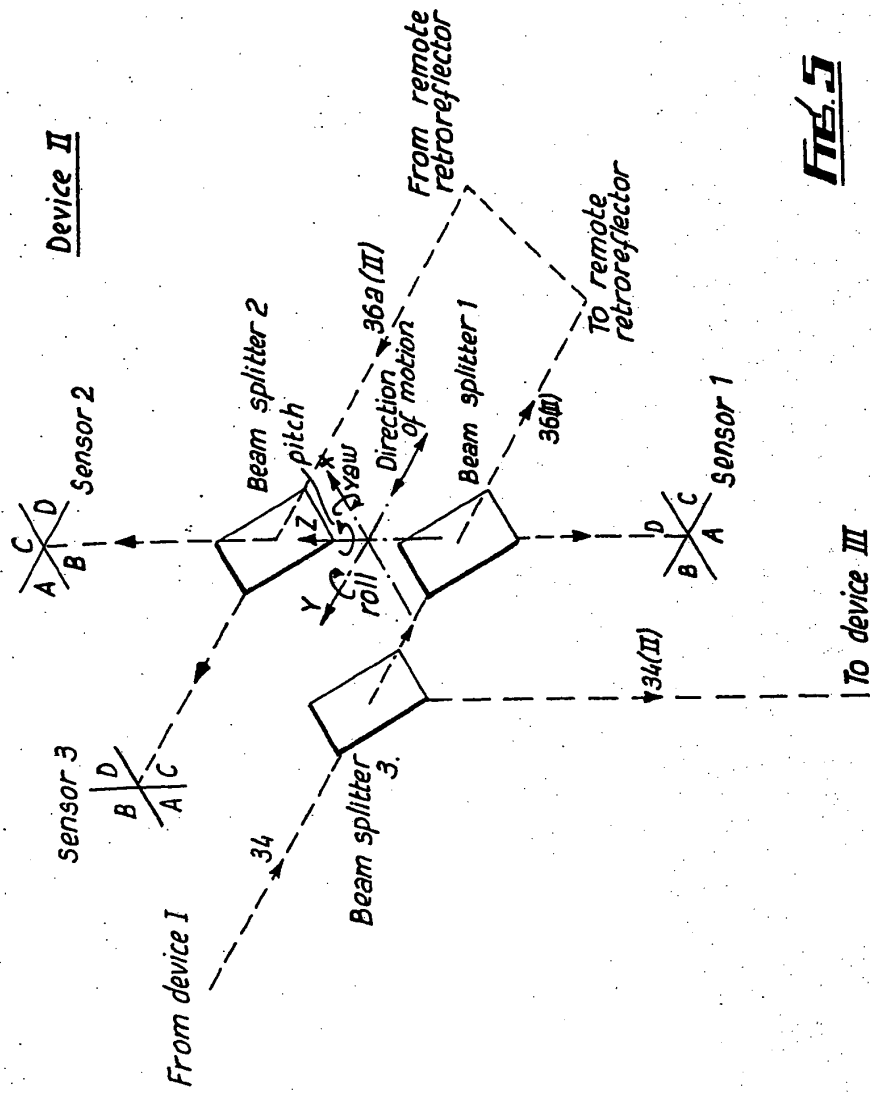 Device II
C
A
D
B
Sensor 2
Sensor 3
B
D
A
C
Beam splitter 2
pitch
From remote
retroreflector
36a(II)
X
yaw
Z
Y
roll
Direction
of motion
From device I
34
Beam splitter
3.
Beam splitter 1
To remote
retroreflector
36(II)
D
B
C
A
Sensor 1
34(II)
To device III
FIG. 5